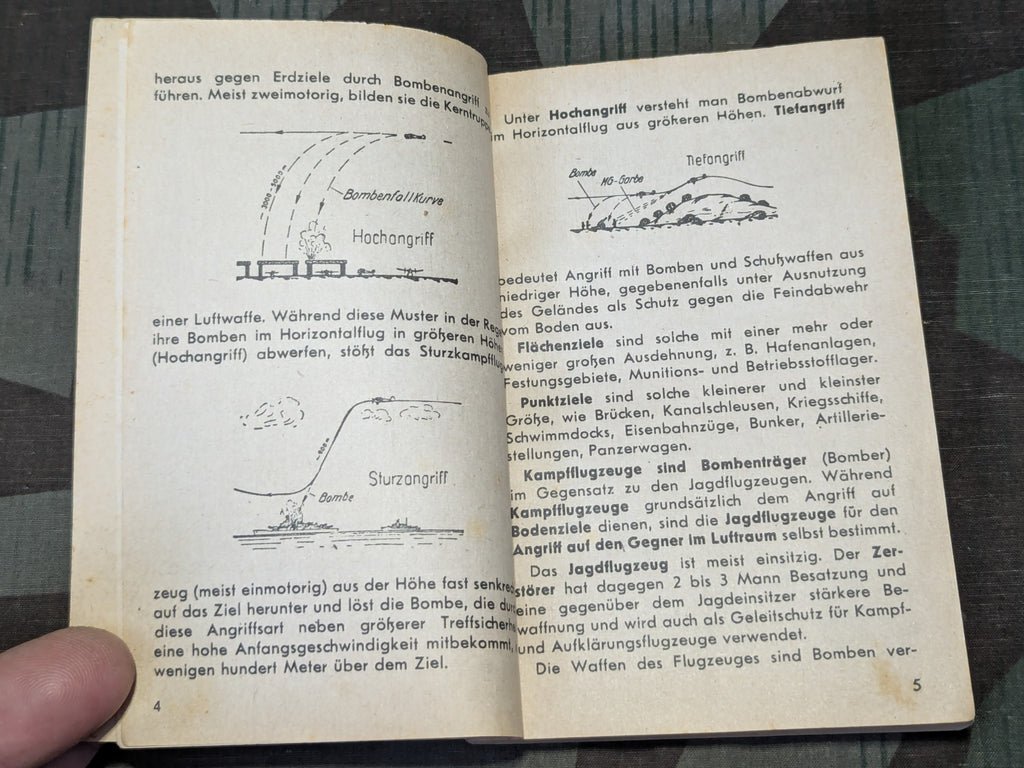 heraus gegen Erdziele durch Bombenangriff
führen. Meist zweimotorig, bilden sie die Kerntruppe
3000-5000m
Bombenfallkurve
Hochangriff
einer Luftwaffe. Während diese Muster in der Rege
ihre Bomben im Horizontalflug in größeren Höhe
(Hochangriff) abwerfen, stößt das Sturzkampfflug
Sturzangriff
Bombe
zeug (meist einmotorig) aus der Höhe fast senkrec
auf das Ziel herunter und löst die Bombe, die dur
diese Angriffsart neben größerer Treffsicherhe
eine hohe Anfangsgeschwindigkeit mitbekommt,
wenigen hundert Meter über dem Ziel.
4
Unter Hochangriff versteht man Bombenabwurf
im Horizontalflug aus größeren Höhen. Tiefangriff
Tiefangriff
Bombe
MG-Garbe
bedeutet Angriff mit Bomben und Schußwaffen aus
niedriger Höhe, gegebenenfalls unter Ausnutzung
des Geländes als Schutz gegen die Feindabwehr
vom Boden aus.
Flächenziele sind solche mit einer mehr oder
weniger großen Ausdehnung, z. B. Hafenanlagen,
Festungsgebiete, Munitions- und Betriebsstofflager.
Punktziele sind solche kleinerer und kleinster
Größe, wie Brücken, Kanalschleusen, Kriegsschiffe,
Schwimmdocks, Eisenbahnzüge, Bunker, Artillerie-
stellungen, Panzerwagen.
Kampfflugzeuge sind Bombenträger (Bomber)
im Gegensatz zu den Jagdflugzeugen. Während
Kampfflugzeuge grundsätzlich dem Angriff auf
Bodenziele dienen, sind die Jagdflugzeuge für den
Angriff auf den Gegner im Luftraum selbst bestimmt.
Das Jagdflugzeug ist meist einsitzig. Der Zer-
störer hat dagegen 2 bis 3 Mann Besatzung und
eine gegenüber dem Jagdeinsitzer stärkere Be-
waffnung und wird auch als Geleitschutz für Kampf-
und Aufklärungsflugzeuge verwendet.
Die Waffen des Flugzeuges sind Bomben ver-
5